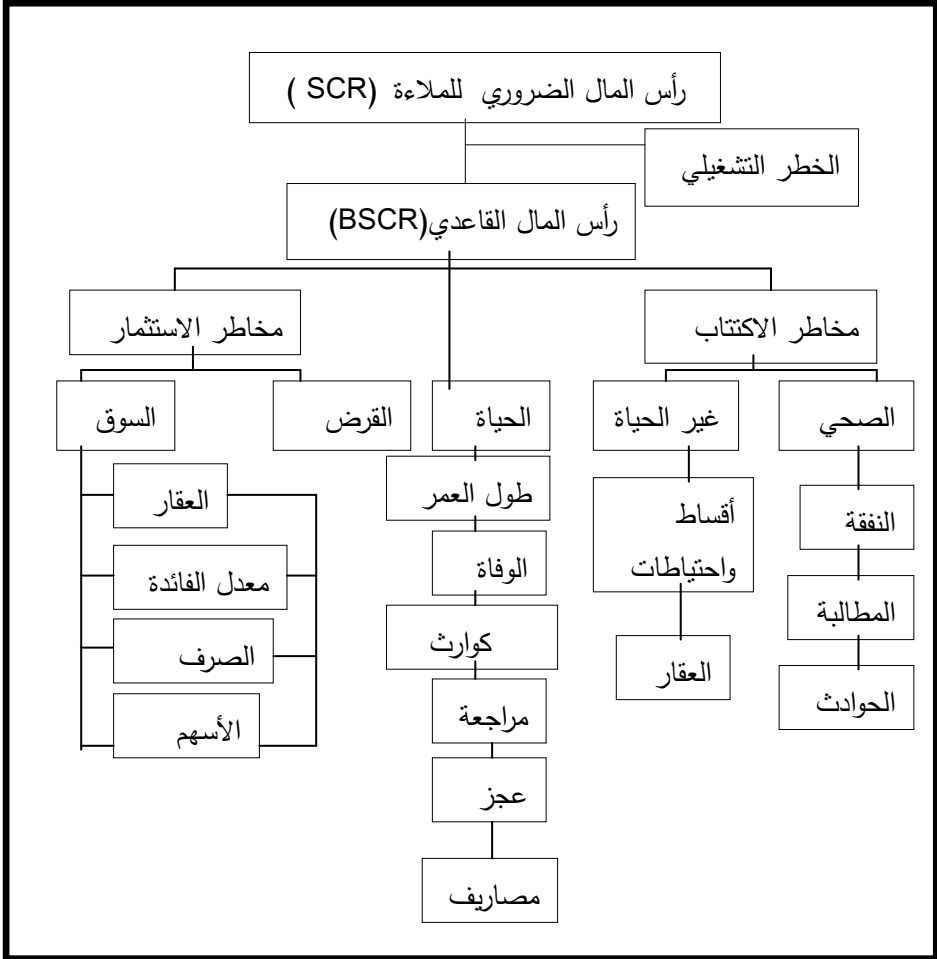 رأس المال الضروري للملاءة (SCR )
الخطر التشغيلي
رأس المال القاعدي(BSCR)
مخاطر الاكتتاب
مخاطر الاستثمار
الصحي
غير الحياة
الحياة
القرض
السوق
النفقة
المطالبة
الحوادث
أقساط
واحتياطات
العقار
طول العمر
الوفاة
كوارث
مراجعة
عجز
مصاريف
العقار
معدل الفائدة
الصرف
الأسهم